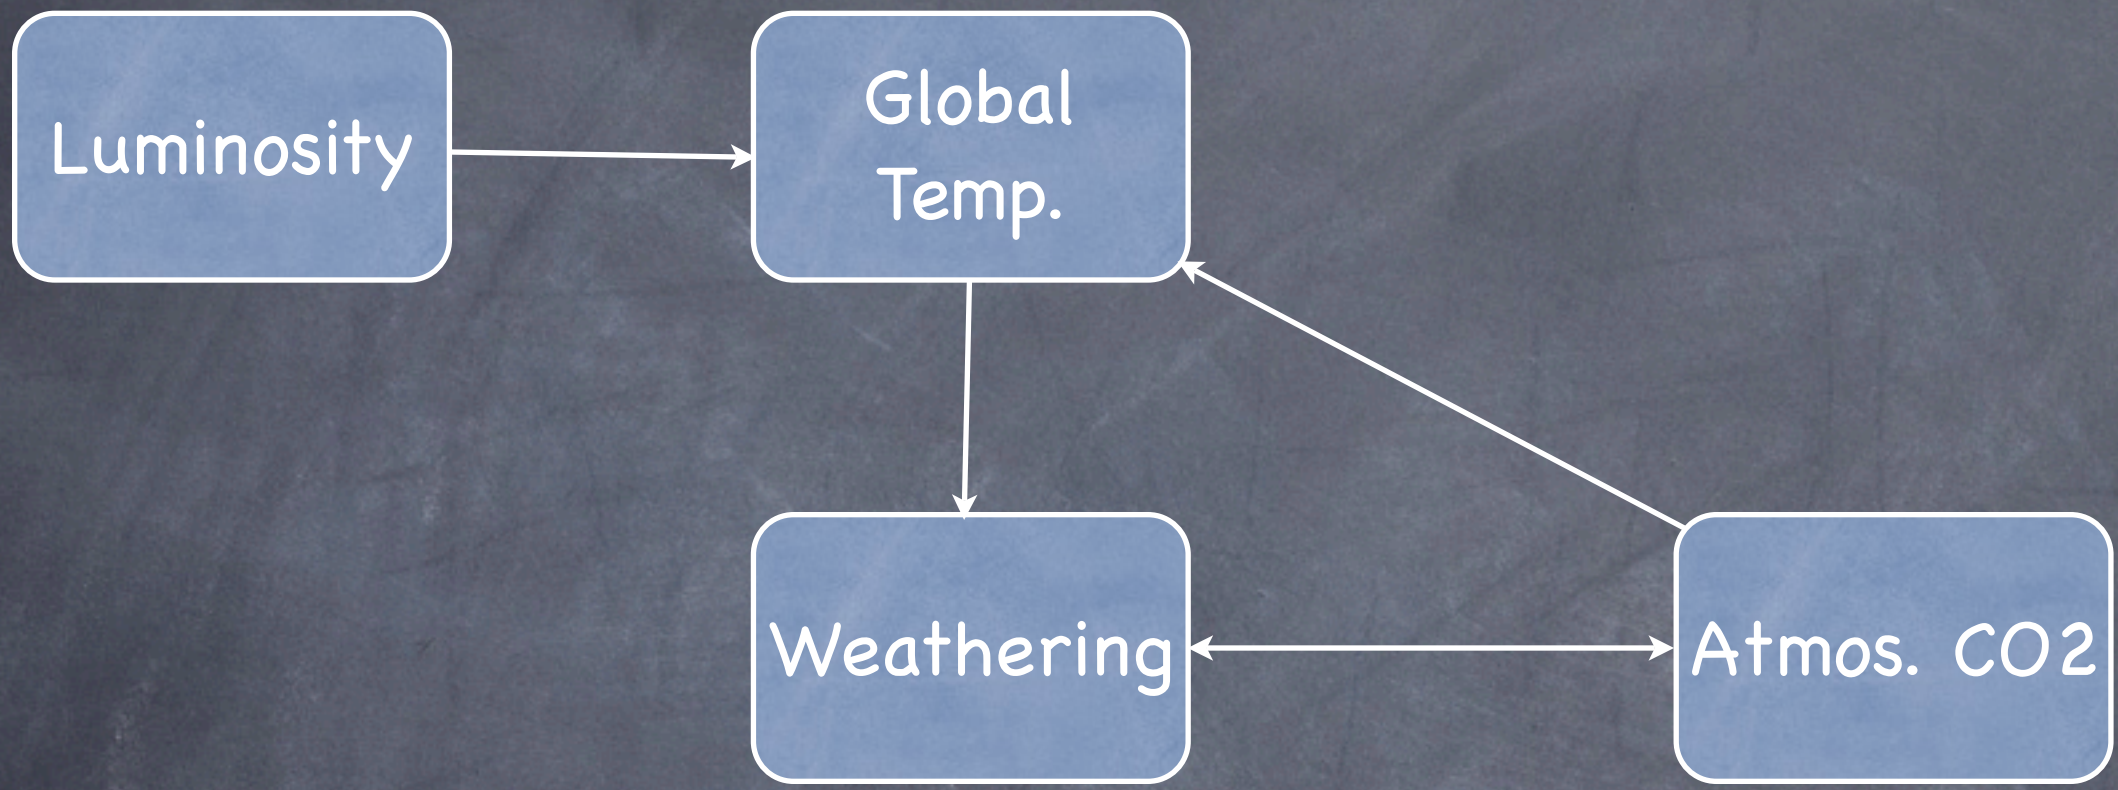 Luminosity
Global
Temp.
Weathering
Atmos. CO2